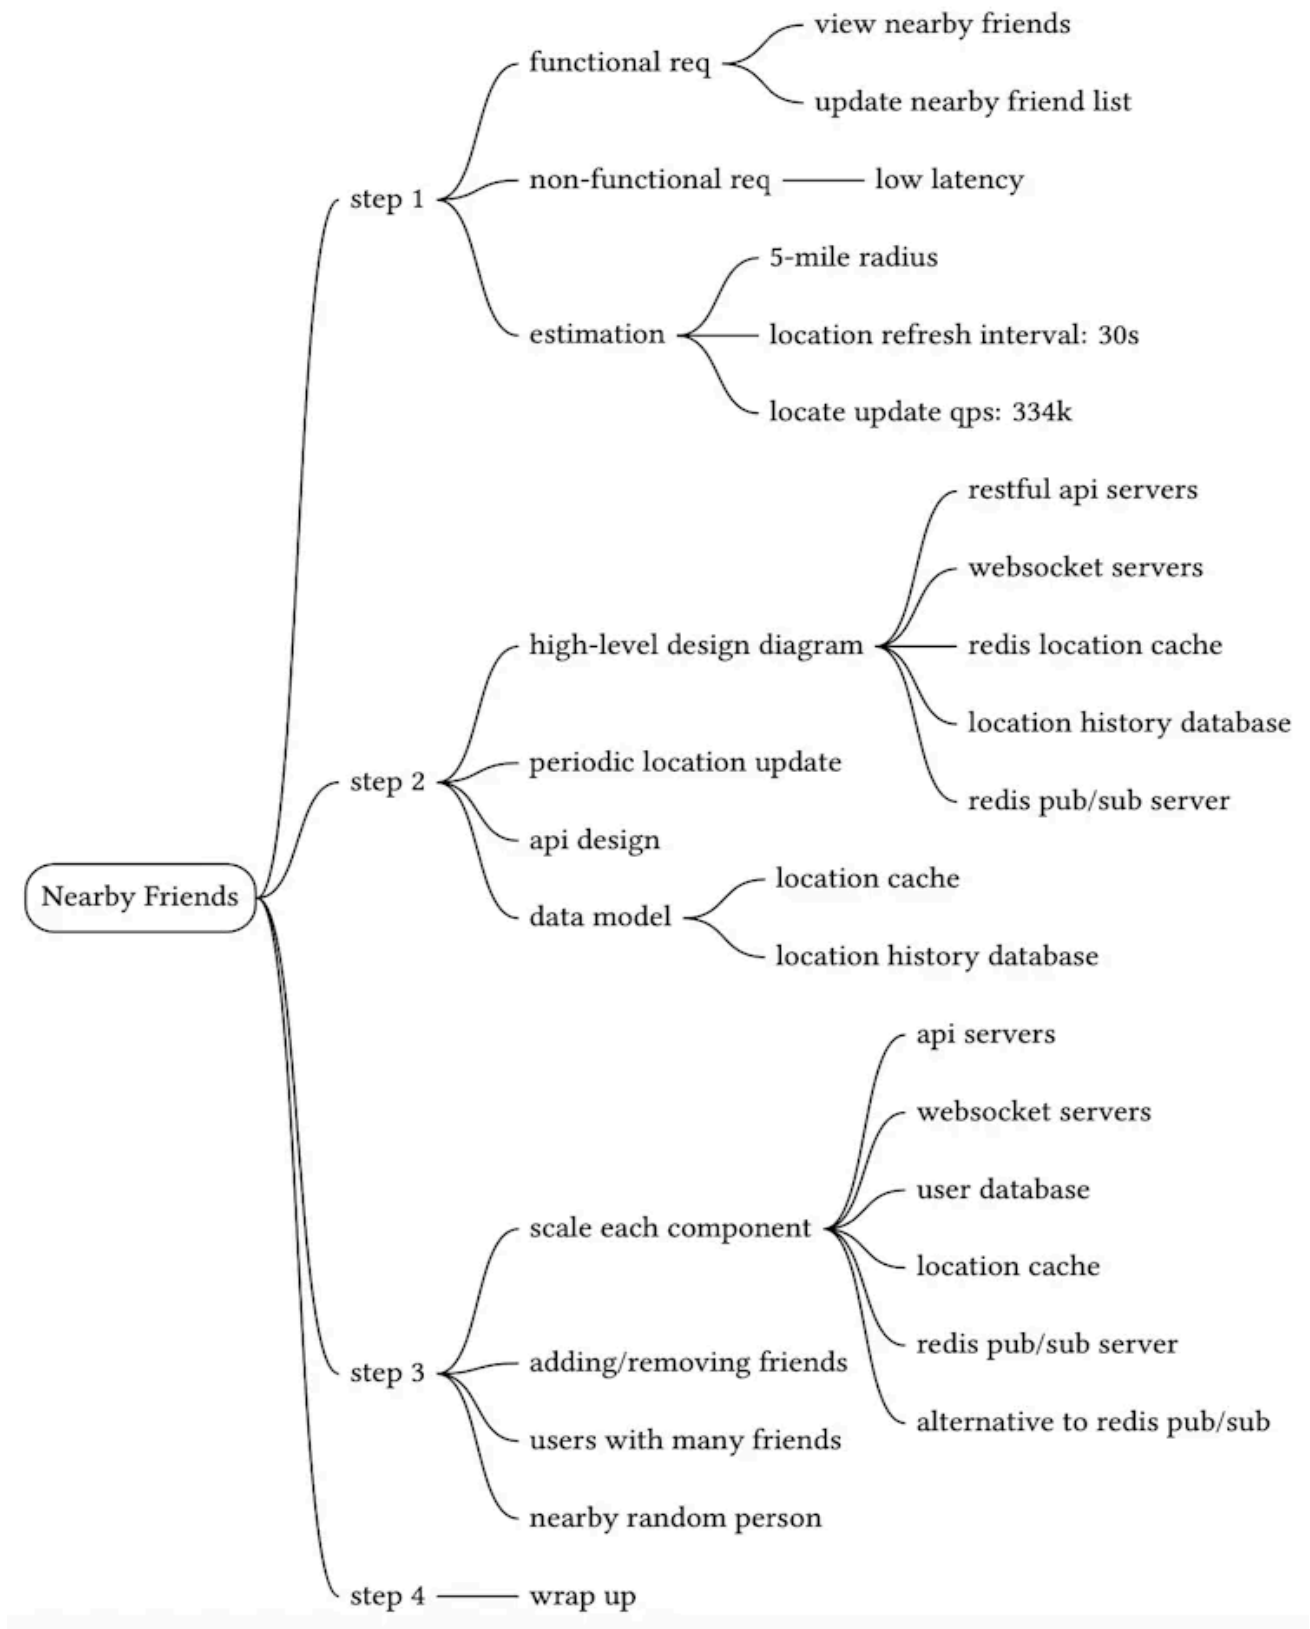 view nearby friends
functional req
update nearby friend list
non-functional req
low latency
step 1
5-mile radius
estimation
location refresh interval: 30s
locate update qps: 334k
restful api servers
websocket servers
high-level design diagram
redis location cache
location history database
periodic location update
step 2
redis pub/sub server
api design
location cache
Nearby Friends
data model
location history database
api servers
websocket servers
user database
scale each component
location cache
redis pub/sub server
adding/removing friends
step 3
alternative to redis pub/sub
users with many friends
nearby random person
step 4
wrap up